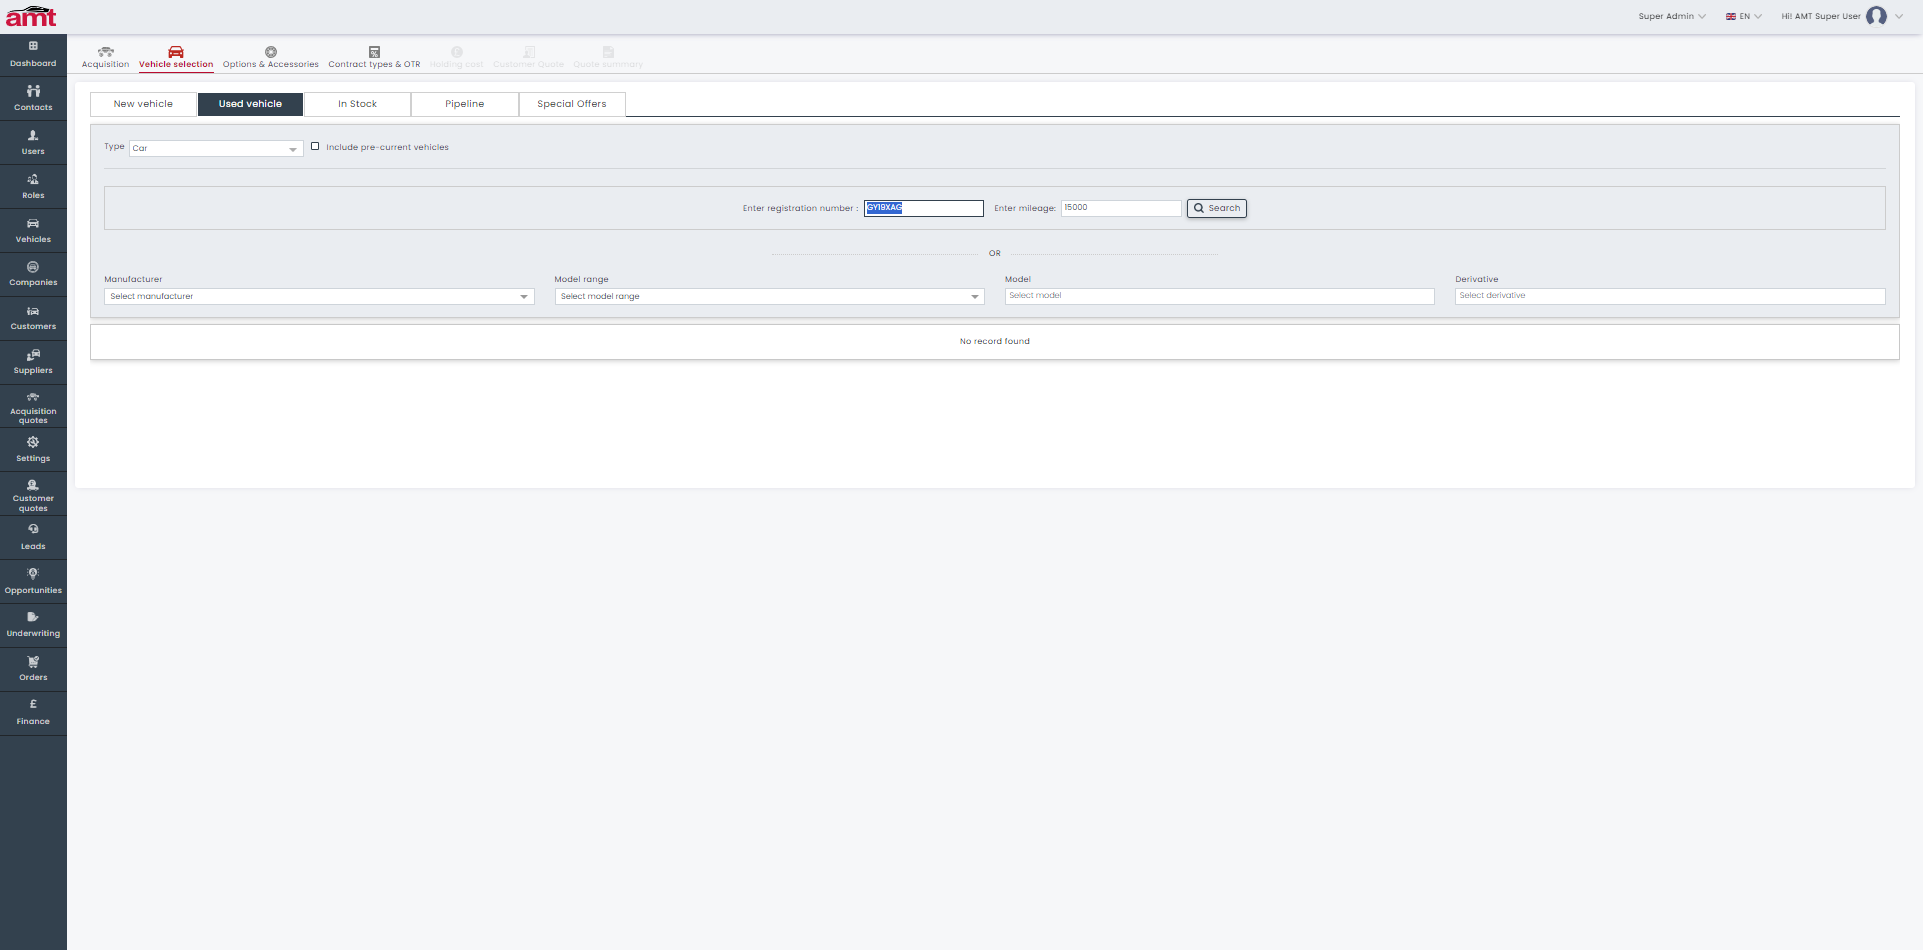 amt
Super Admin
EN
Hi! AMT Super User
Dashboard
Contacts
Users
Roles
Vehicles
Companies
Customers
Suppliers
Acquisition
quotes
Settings
Customer
quotes
Leads
Opportunities
Underwriting
Orders
£
Finance
Acquisition
Vehicle selection
Options & Accessories
Contract types & OTR
Holding cost
Customer Quote
Quote summary
New vehicle
Used vehicle
In Stock
Pipeline
Special Offers
Type
Car
Include pre-current vehicles
Enter registration number :
GY19XAG
Enter mileage:
15000
Search
OR
Manufacturer
Select manufacturer
Model range
Select model range
Model
Select model
Derivative
Select derivative
No record found